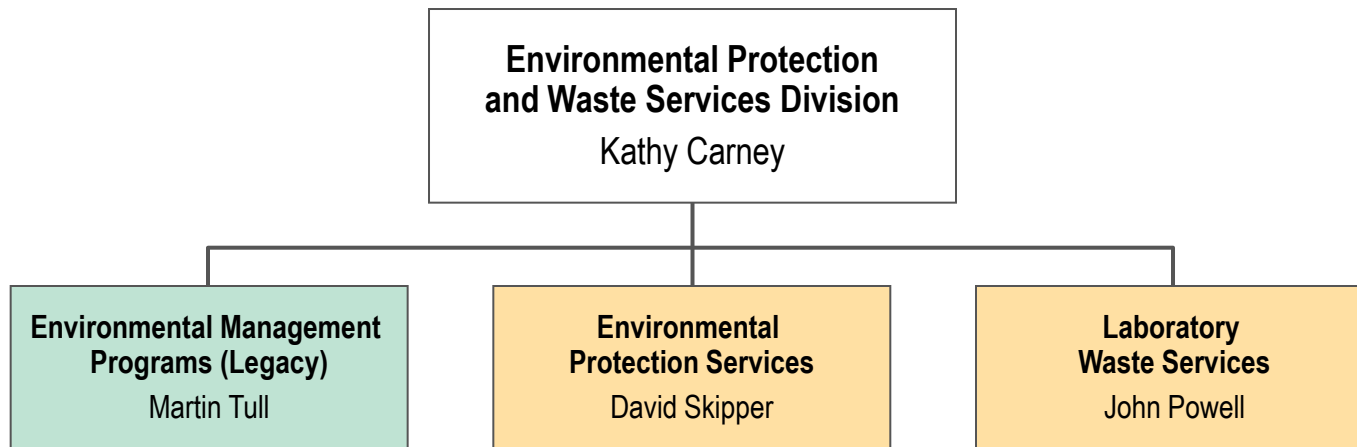 Environmental Protection
and Waste Services Division
Kathy Carney
Environmental Management
Programs (Legacy)
Martin Tull
Environmental
Protection Services
David Skipper
Laboratory
Waste Services
John Powell